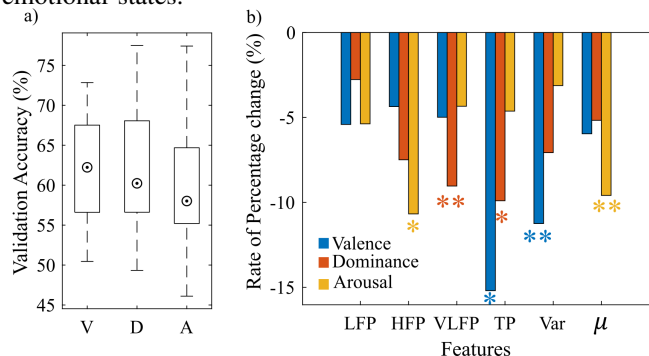 emotional states.
a)
b)
Validation Accuracy (%)
75
70
65
60
55
50
45
V D A
Rate of Percentage change (%)
0
-5
-10
-15
* ** * * ** **
Valence
Dominance
Arousal
LFP HFP VLFP TP Var μ
Features